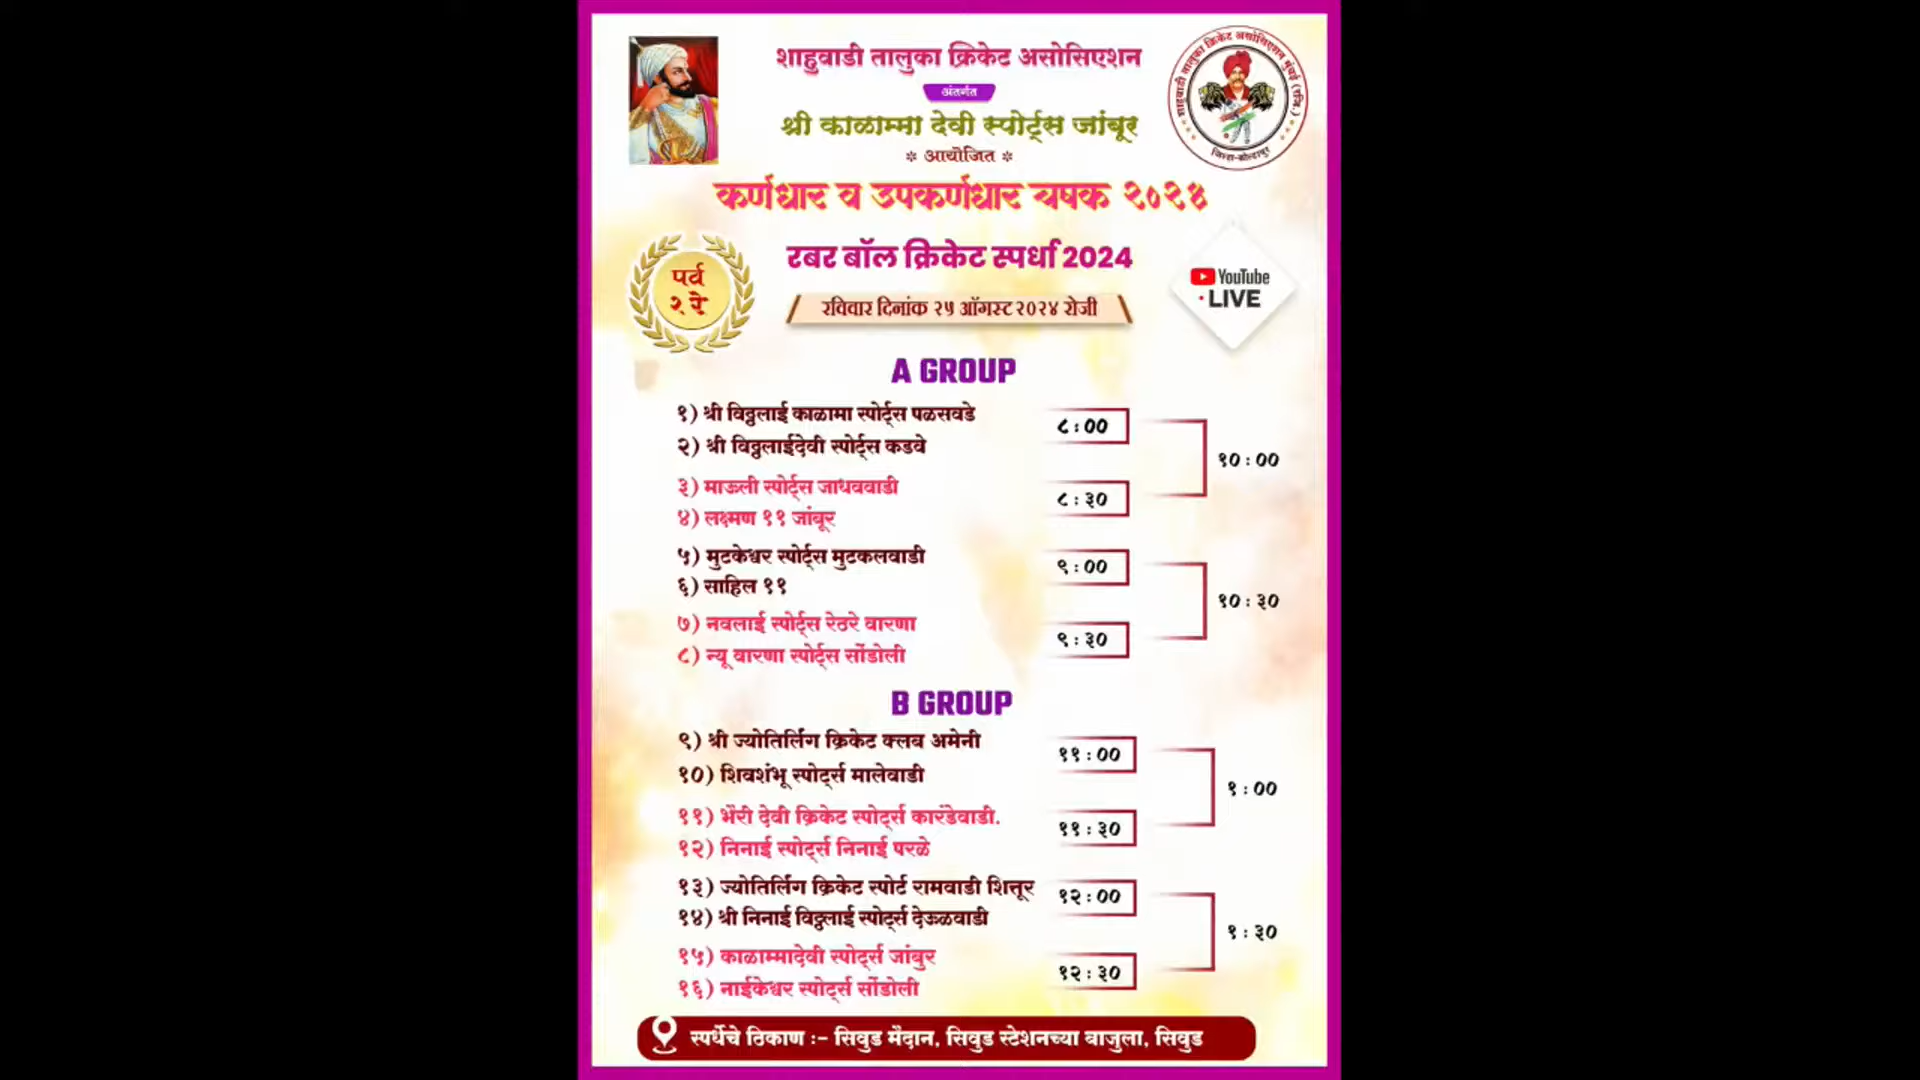 शाहुवाडी तालुका क्रिकेट असोसिएशन
अंतर्गत
श्री काळाम्मा देवी स्पोर्ट्स जांबूर
* आयोजित *
शाहुवाडी तालुका क्रिकेट असोसिएशन मुंबई (रजि.)
जिल्हा-कोल्हापुर
कर्णधार व उपकर्णधार चषक २०२४
रबर बॉल क्रिकेट स्पर्धा 2024
पर्व
२ रे
रविवार दिनांक २५ ऑगस्ट २०२४ रोजी
YouTube
• LIVE
A GROUP
१) श्री विठ्ठलाई काळामा स्पोर्ट्स पळसवडे
२) श्री विठ्ठलाईदेवी स्पोर्ट्स कडवे
८ : ००
३) माऊली स्पोर्ट्स जाधववाडी
४) लक्ष्मण ११ जांबूर
८ : ३०
१० : ००
५) मुटकेश्वर स्पोर्ट्स मुटकलवाडी
६) साहिल ११
९ : ००
७) नवलाई स्पोर्ट्स रेठरे वारणा
८) न्यू वारणा स्पोर्ट्स सोंडोली
९ : ३०
१० : ३०
B GROUP
९) श्री ज्योतिर्लिंग क्रिकेट क्लब अमेनी
१०) शिवशंभू स्पोर्ट्स मालेवाडी
११ : ००
११) भैरी देवी क्रिकेट स्पोर्ट्स कारंडेवाडी.
१२) निनाई स्पोर्ट्स निनाई परळे
११ : ३०
१ : ००
१३) ज्योतिर्लिंग क्रिकेट स्पोर्ट रामवाडी शित्तूर
१४) श्री निनाई विठ्ठलाई स्पोर्ट्स देऊळवाडी
१२ : ००
१५) काळाम्मादेवी स्पोर्ट्स जांबुर
१६) नाईकेश्वर स्पोर्ट्स सोंडोली
१२ : ३०
१ : ३०
स्पर्धेचे ठिकाण :- सिवुड मैदान, सिवुड स्टेशनच्या बाजुला, सिवुड